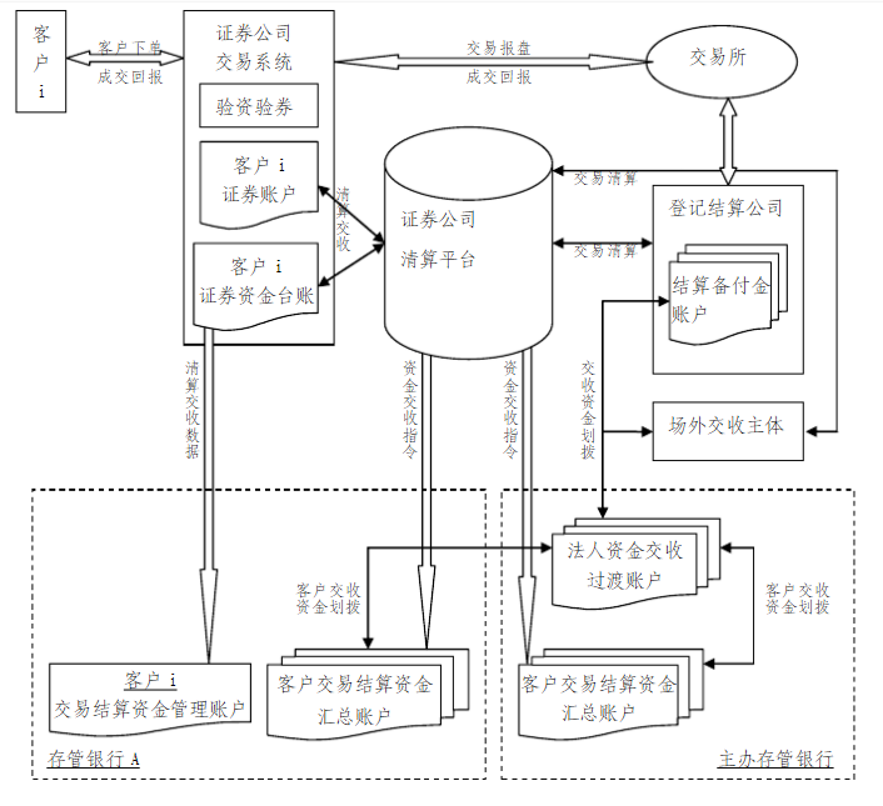 客
户
i
客户下单
成交回报
证券公司
交易系统
验资验券
客户 i
证券账户
客户 i
证券资金台账
清算交收
交易报盘
成交回报
交易所
证券公司
清算平台
交易清算
交易清算
登记结算公司
结算备付金
账户
场外交收主体
清算交收数据
资金交收指令
资金交收指令
交收资金划拨
法人资金交收
过渡账户
客户交收
资金划拨
客户交收
资金划拨
客户 i
交易结算资金管理账户
客户交易结算资金
汇总账户
客户交易结算资金
汇总账户
存管银行 A
主办存管银行